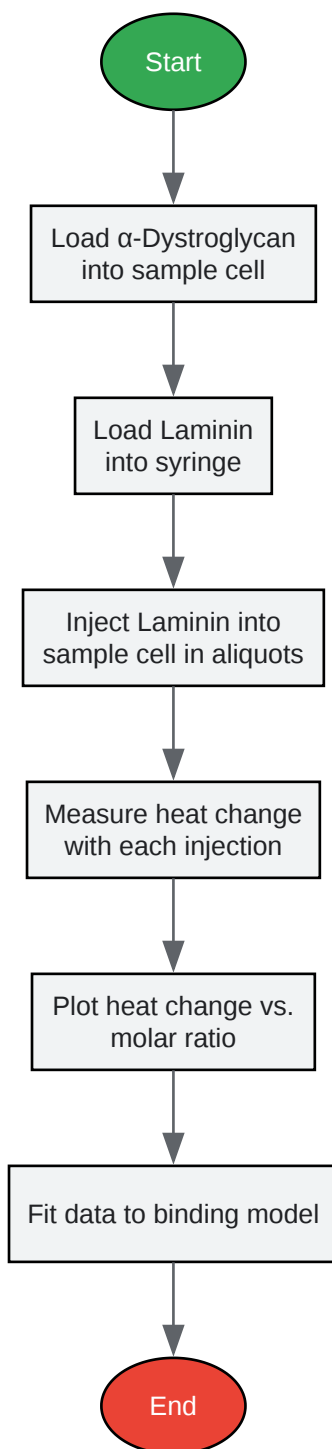 Start
Load α-Dystroglycan
into sample cell
Load Laminin
into syringe
Inject Laminin into
sample cell in aliquots
Measure heat change
with each injection
Plot heat change vs.
molar ratio
Fit data to binding model
End